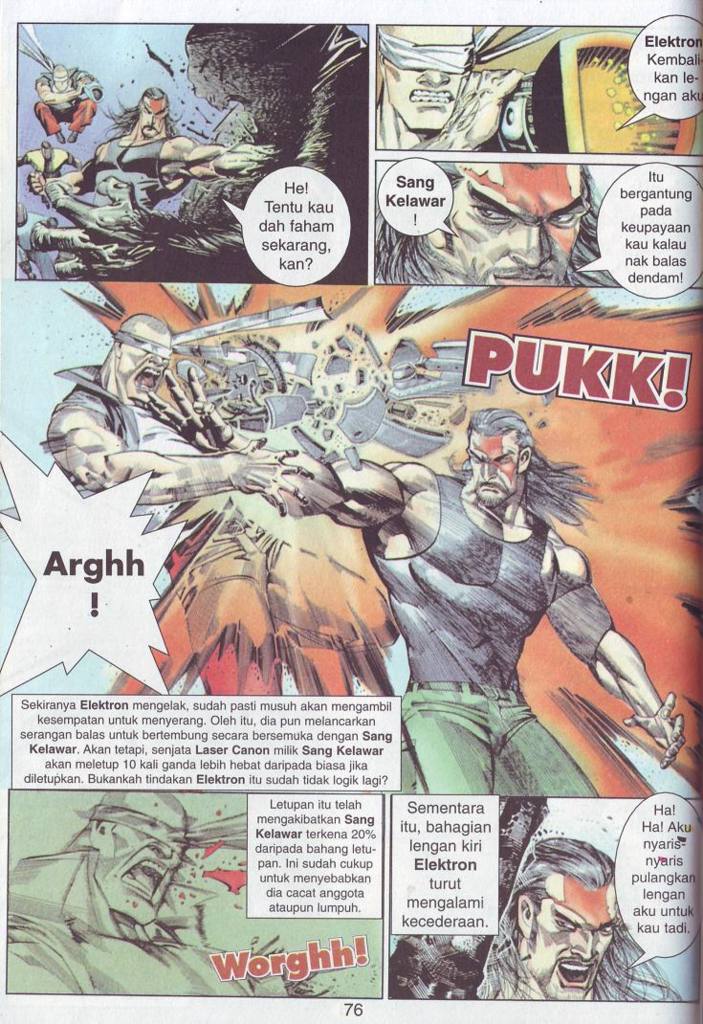 He!
Tentu kau
dah faham
sekarang,
kan?
Elektron
Kembali-
kan le-
ngan aku
Sang
Kelawar
!
Itu
bergantung
pada
keupayaan
kau kalau
nak balas
dendam!
PUKK!
Arghh
!
Sekiranya Elektron mengelak, sudah pasti musuh akan mengambil
kesempatan untuk menyerang. Oleh itu, dia pun melancarkan
serangan balas untuk bertembung secara bersemuka dengan Sang
Kelawar. Akan tetapi, senjata Laser Canon milik Sang Kelawar
akan meletup 10 kali ganda lebih hebat daripada biasa jika
diletupkan. Bukankah tindakan Elektron itu sudah tidak logik lagi?
Letupan itu telah
mengakibatkan Sang
Kelawar terkena 20%
daripada bahang letu-
pan. Ini sudah cukup
untuk menyebabkan
dia cacat anggota
ataupun lumpuh.
Worghh!
Sementara
itu, bahagian
lengan kiri
Elektron
turut
mengalami
kecederaan.
Ha!
Ha! Aku
nyaris-
nyaris
pulangkan
lengan
aku untuk
kau tadi.
76